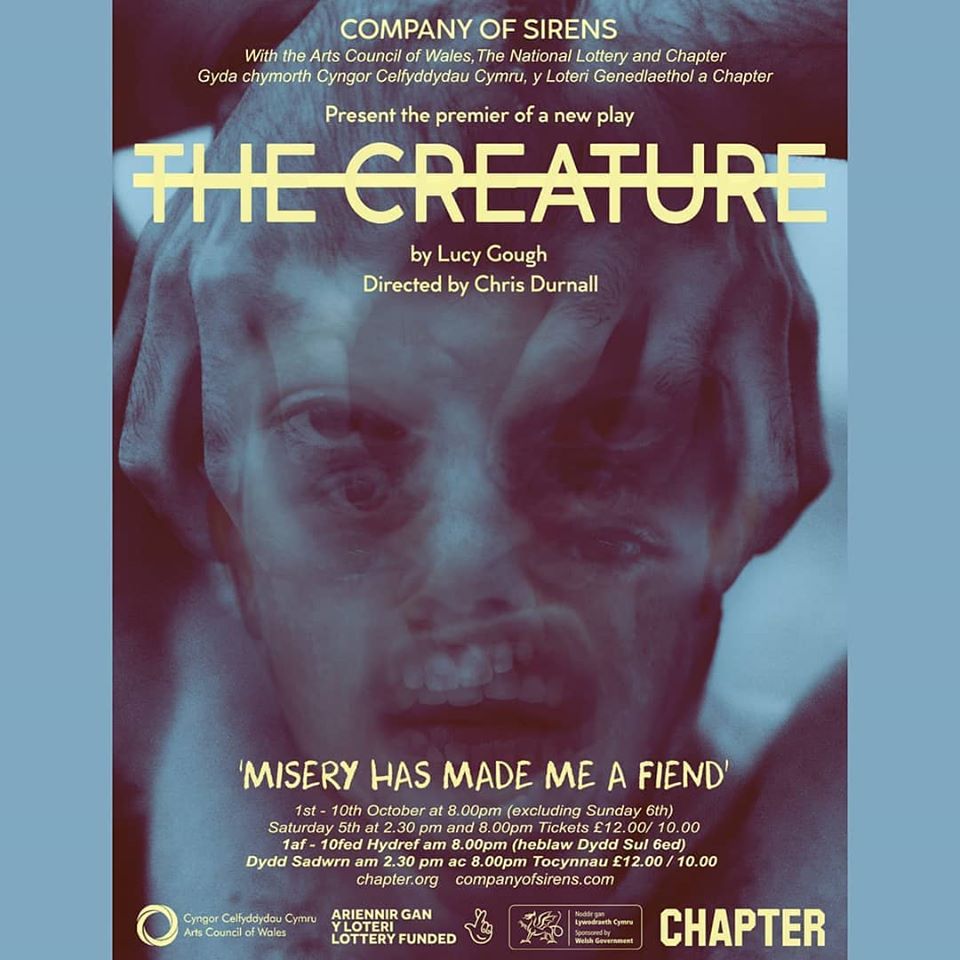 COMPANY OF SIRENS
With the Arts Council of Wales,The National Lottery and Chapter
Gyda chymorth Cyngor Celfyddydau Cymru, y Loteri Genedlaethol a Chapter
Present the premier of a new play
THE CREATURE
by Lucy Gough
Directed by Chris Durnall
'MISERY HAS MADE ME A FIEND'
1st - 10th October at 8.00pm (excluding Sunday 6th)
Saturday 5th at 2.30 pm and 8.00pm Tickets £12.00/ 10.00
1af - 10fed Hydref am 8.00pm (heblaw Dydd Sul 6ed)
Dydd Sadwrn am 2.30 pm ac 8.00pm Tocynnau £12.00 / 10.00
chapter.org companyofsirens.com
Cyngor Celfyddydau Cymru
Arts Council of Wales
ARIENNIR GAN
Y LOTERI
LOTTERY FUNDED
Noddir gan
Lywodraeth Cymru
Sponsored by
Welsh Government
CHAPTER